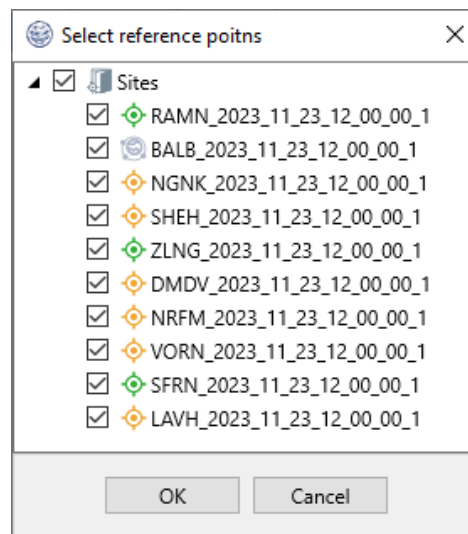 Select reference poitns
Sites
RAMN_2023_11_23_12_00_00_1
BALB_2023_11_23_12_00_00_1
NGNK_2023_11_23_12_00_00_1
SHEH_2023_11_23_12_00_00_1
ZLNG_2023_11_23_12_00_00_1
DMDV_2023_11_23_12_00_00_1
NRFM_2023_11_23_12_00_00_1
VORN_2023_11_23_12_00_00_1
SFRN_2023_11_23_12_00_00_1
LAVH_2023_11_23_12_00_00_1
OK Cancel